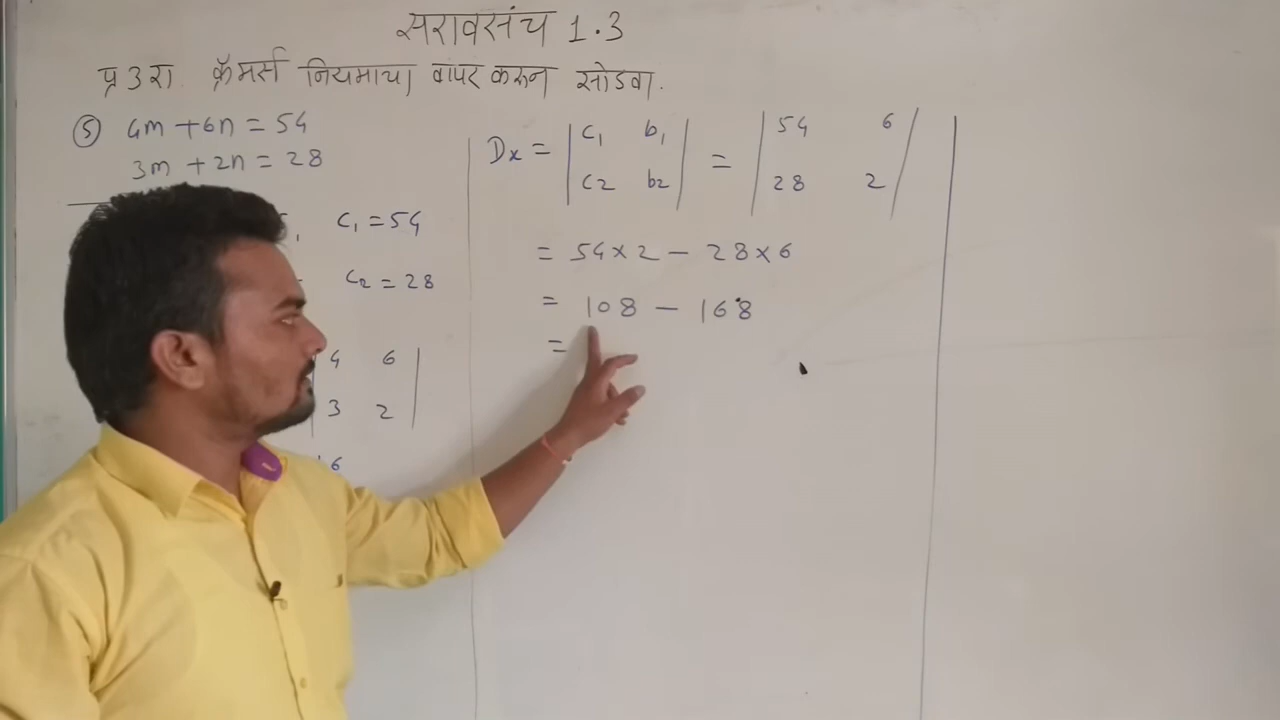 सरावसंच 1.3
प्र 3 रा. क्रॅमर्स नियमाचा वापर करून सोडवा.
⑤ 4m + 6n = 54
3m + 2n = 28
c₁ = 54
c₂ = 28
4 6
3 2
6
Dx = | c₁ b₁ | = | 54 6 |
| c₂ b₂ | | 28 2 |
= 54 × 2 − 28 × 6
= 108 − 168
=